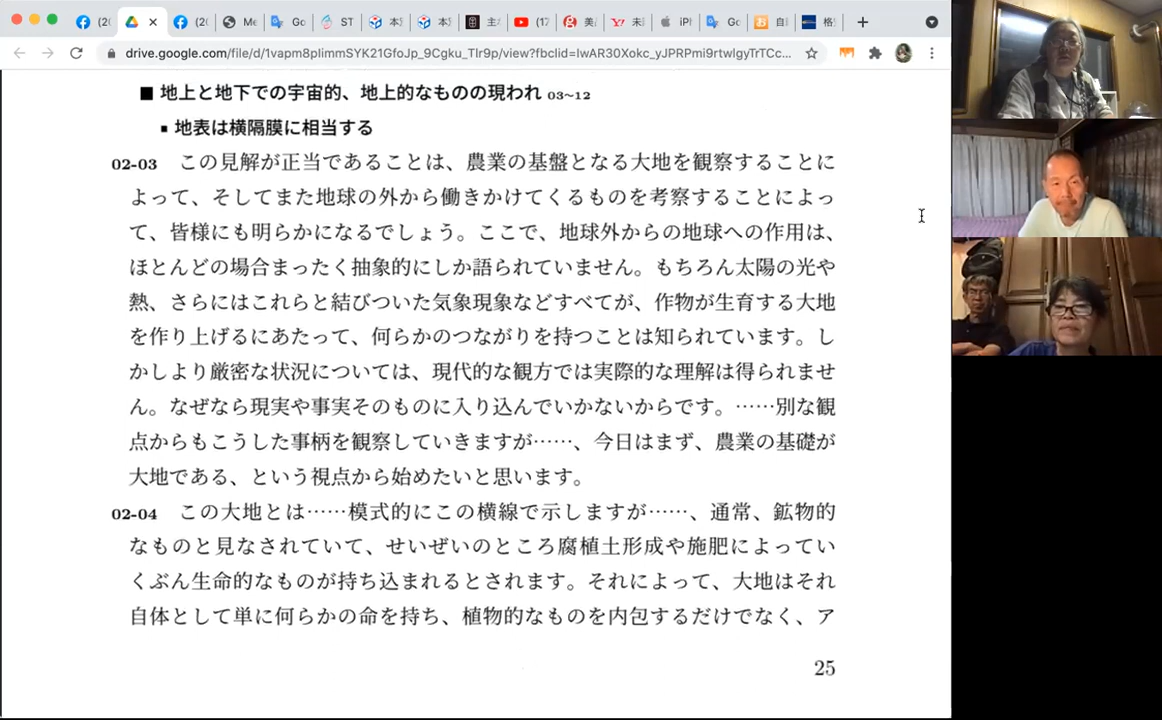 (2(
(2(
Me
Go
ST
本
本
主
(17
美
未
iPh
Go
自
格
drive.google.com/file/d/1vapm8plimmSYK21GfoJp_9Cgku_Tlr9p/view?fbclid=IwAR30Xokc_yJPRPmi9rtwlgyTrTCc...
■ 地上と地下での宇宙的、地上的なものの現われ 03〜12
▪ 地表は横隔膜に相当する
02-03 この見解が正当であることは、農業の基盤となる大地を観察することに
よって、そしてまた地球の外から働きかけてくるものを考察することによっ
て、皆様にも明らかになるでしょう。ここで、地球外からの地球への作用は、
ほとんどの場合まったく抽象的にしか語られていません。もちろん太陽の光や
熱、さらにはこれらと結びついた気象現象などすべてが、作物が生育する大地
を作り上げるにあたって、何らかのつながりを持つことは知られています。し
かしより厳密な状況については、現代的な観方では実際的な理解は得られませ
ん。なぜなら現実や事実そのものに入り込んでいかないからです。……別な観
点からもこうした事柄を観察していきますが……、今日はまず、農業の基礎が
大地である、という視点から始めたいと思います。
02-04 この大地とは……模式的にこの横線で示しますが……、通常、鉱物的
なものと見なされていて、せいぜいのところ腐植土形成や施肥によってい
くぶん生命的なものが持ち込まれるとされます。それによって、大地はそれ
自体として単に何らかの命を持ち、植物的なものを内包するだけでなく、ア
25